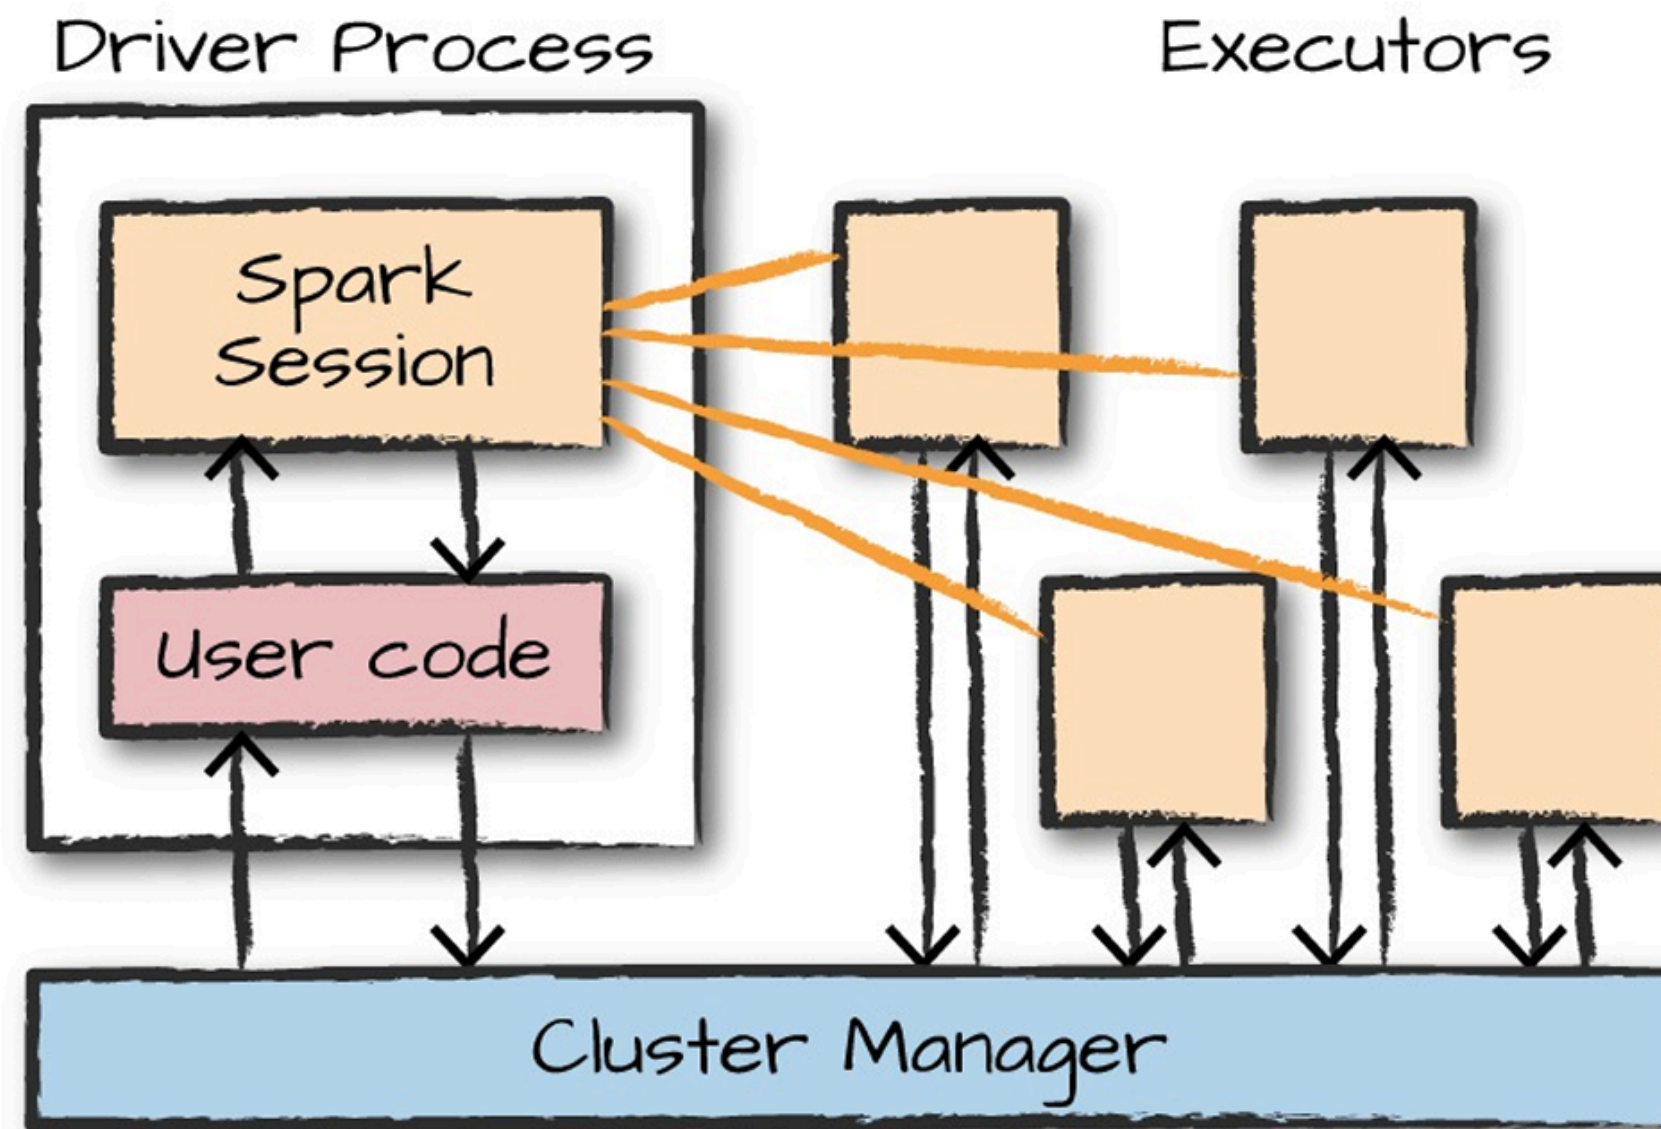 Driver Process
Executors
Spark
Session
User code
Cluster Manager